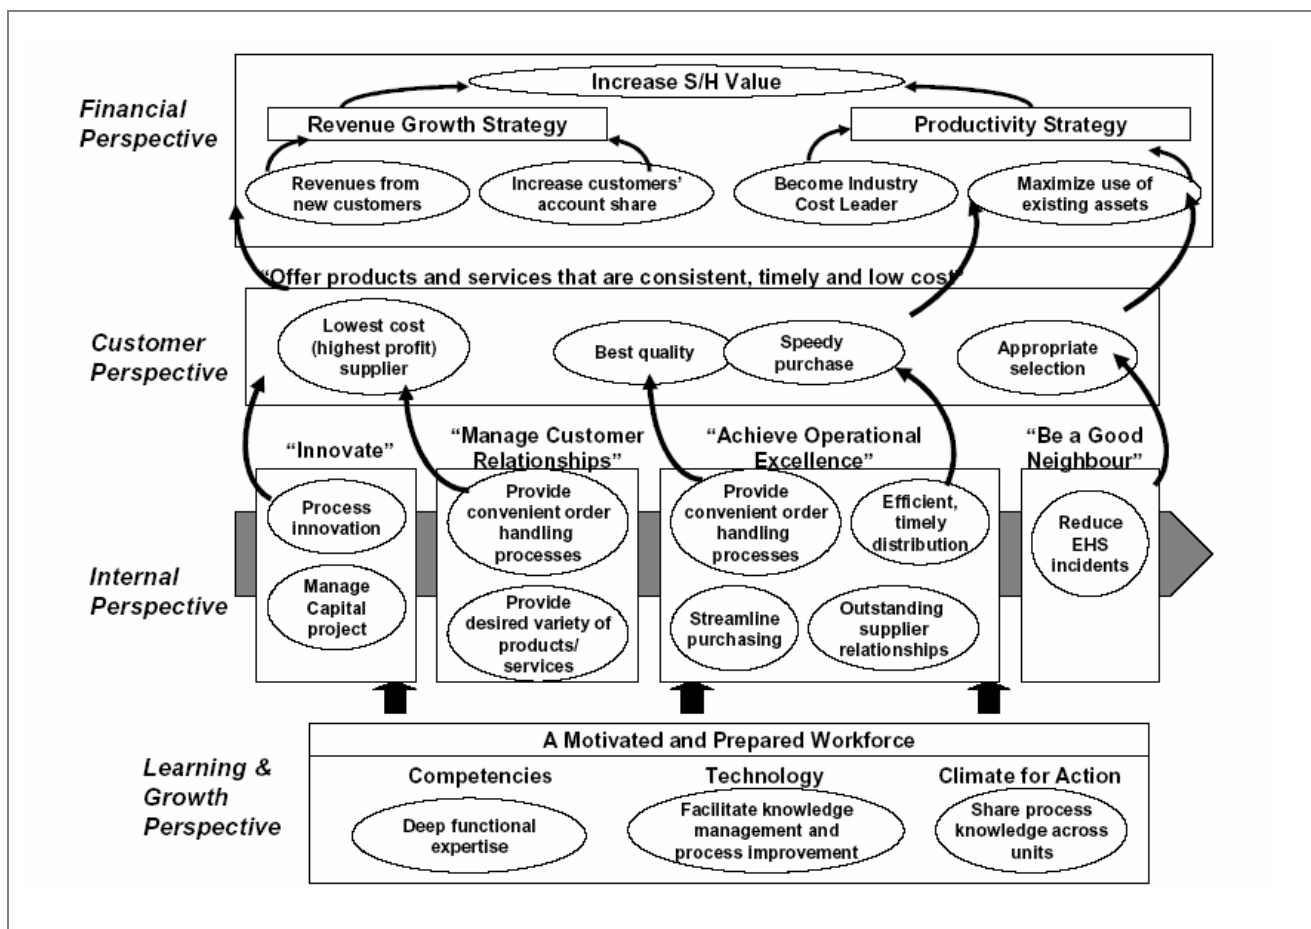 Financial
Perspective
Increase S/H Value
Revenue Growth Strategy
Productivity Strategy
Revenues from
new customers
Increase customers'
account share
Become Industry
Cost Leader
Maximize use of
existing assets
“Offer products and services that are consistent, timely and low cost”
Customer
Perspective
Lowest cost
(highest profit)
supplier
Best quality
Speedy
purchase
Appropriate
selection
“Innovate”
“Manage Customer
Relationships”
“Achieve Operational
Excellence”
“Be a Good
Neighbour”
Internal
Perspective
Process
innovation
Manage
Capital
project
Provide
convenient order
handling
processes
Provide
desired variety of
products/
services
Provide
convenient order
handling
processes
Efficient,
timely
distribution
Streamline
purchasing
Outstanding
supplier
relationships
Reduce
EHS
incidents
Learning &
Growth
Perspective
A Motivated and Prepared Workforce
Competencies
Deep functional
expertise
Technology
Facilitate knowledge
management and
process improvement
Climate for Action
Share process
knowledge across
units